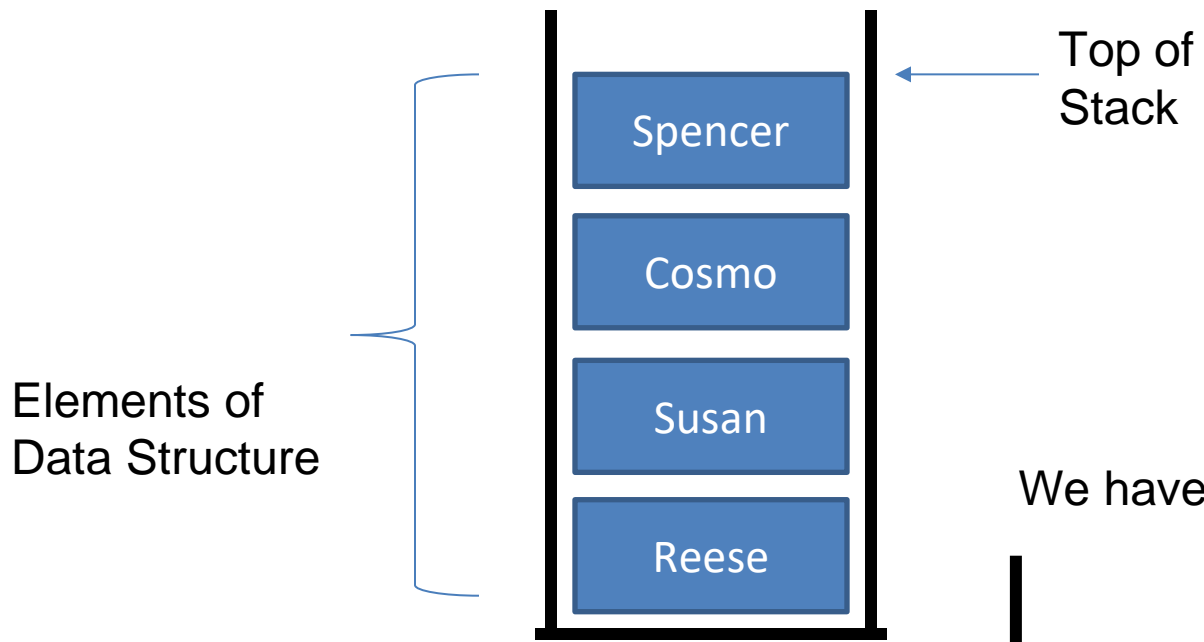 Top of
Stack
Spencer
Cosmo
Susan
Reese
Elements of
Data Structure
We have